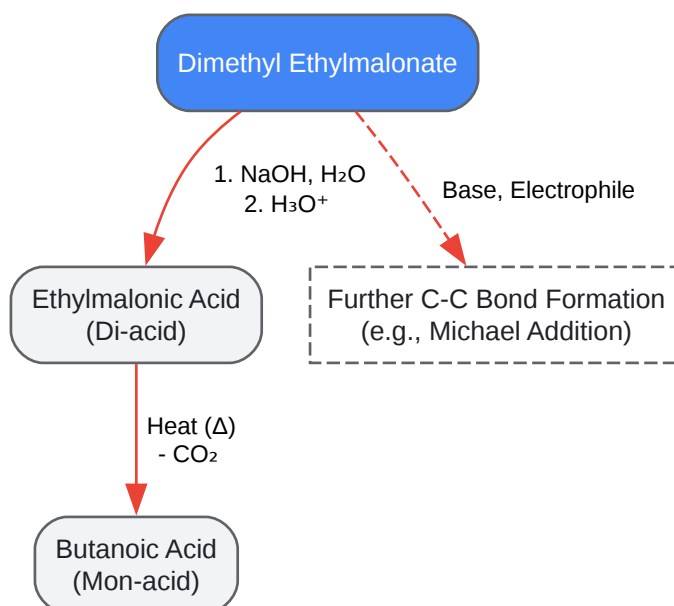 Dimethyl Ethylmalonate
1. NaOH, H₂O
2. H₃O⁺
Base, Electrophile
Ethylmalonic Acid
(Di-acid)
Further C-C Bond Formation
(e.g., Michael Addition)
Heat (Δ)
- CO₂
Butanoic Acid
(Mon-acid)